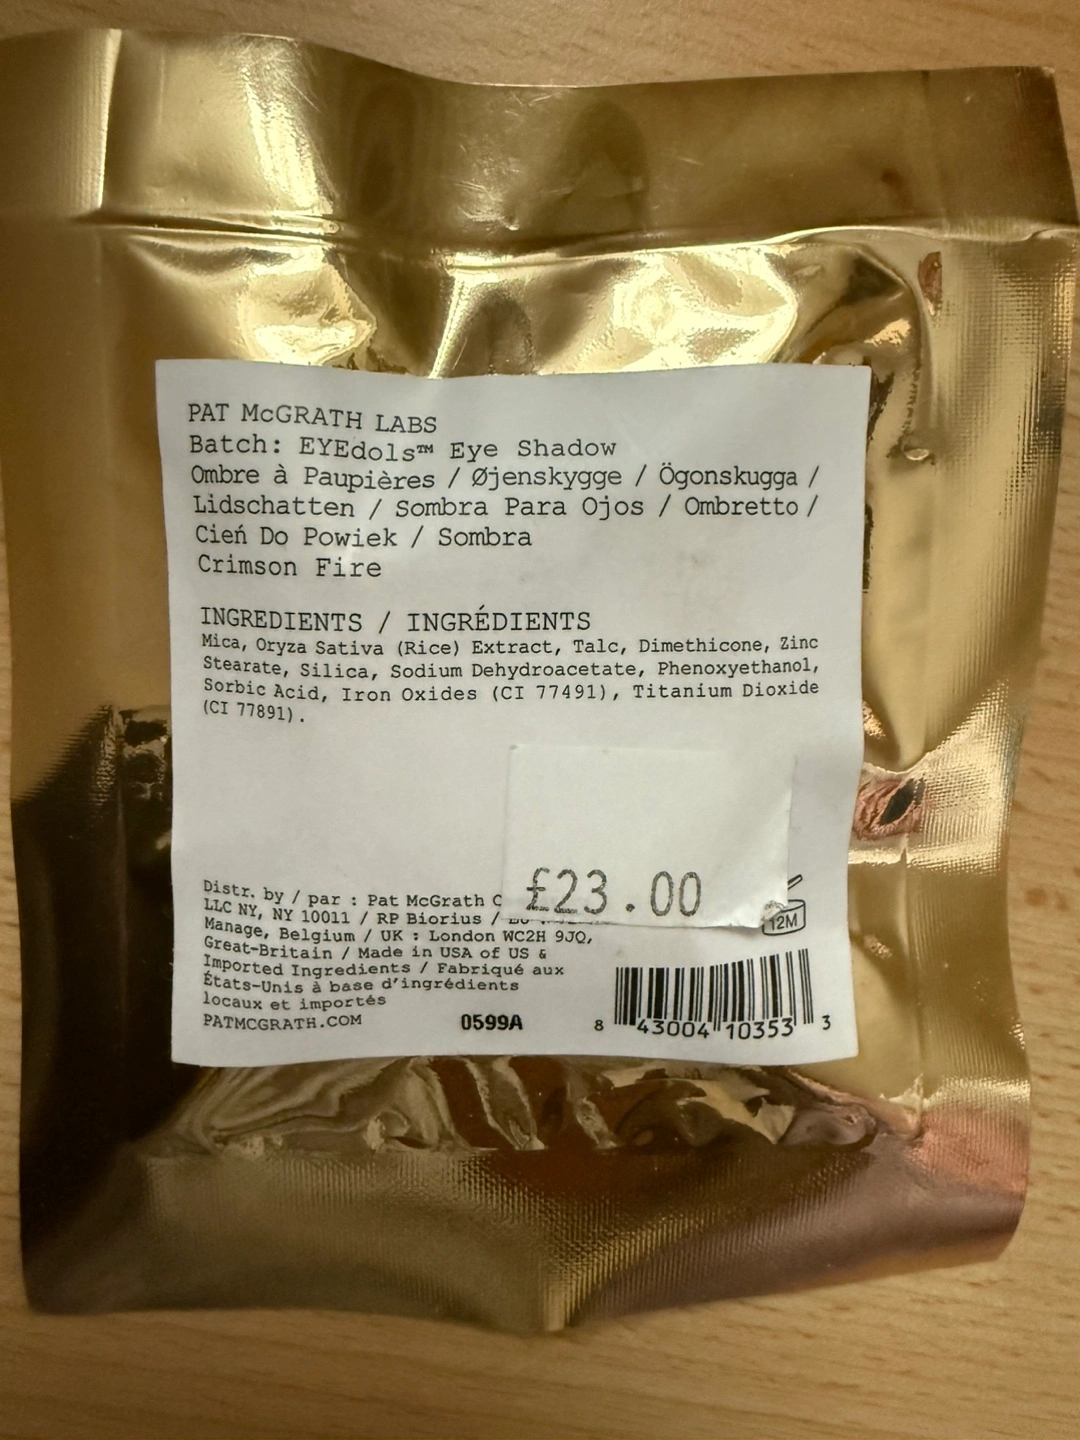 PAT McGRATH LABS
Batch: EYEdols™ Eye Shadow
Ombre à Paupières / Øjenskygge / Ögonskugga /
Lidschatten / Sombra Para Ojos / Ombretto /
Cień Do Powiek / Sombra
Crimson Fire
INGREDIENTS / INGRÉDIENTS
Mica, Oryza Sativa (Rice) Extract, Talc, Dimethicone, Zinc
Stearate, Silica, Sodium Dehydroacetate, Phenoxyethanol,
Sorbic Acid, Iron Oxides (CI 77491), Titanium Dioxide
(CI 77891).
£23.00
Distr. by / par : Pat McGrath
LLC NY, NY 10011 / RP Biorius /
Manage, Belgium / UK : London WC2H 9JQ,
Great-Britain / Made in USA of US &
Imported Ingredients / Fabriqué aux
États-Unis à base d'ingrédients
locaux et importés
PATMCGRATH.COM
0599A
12M
8 43004 10353 3